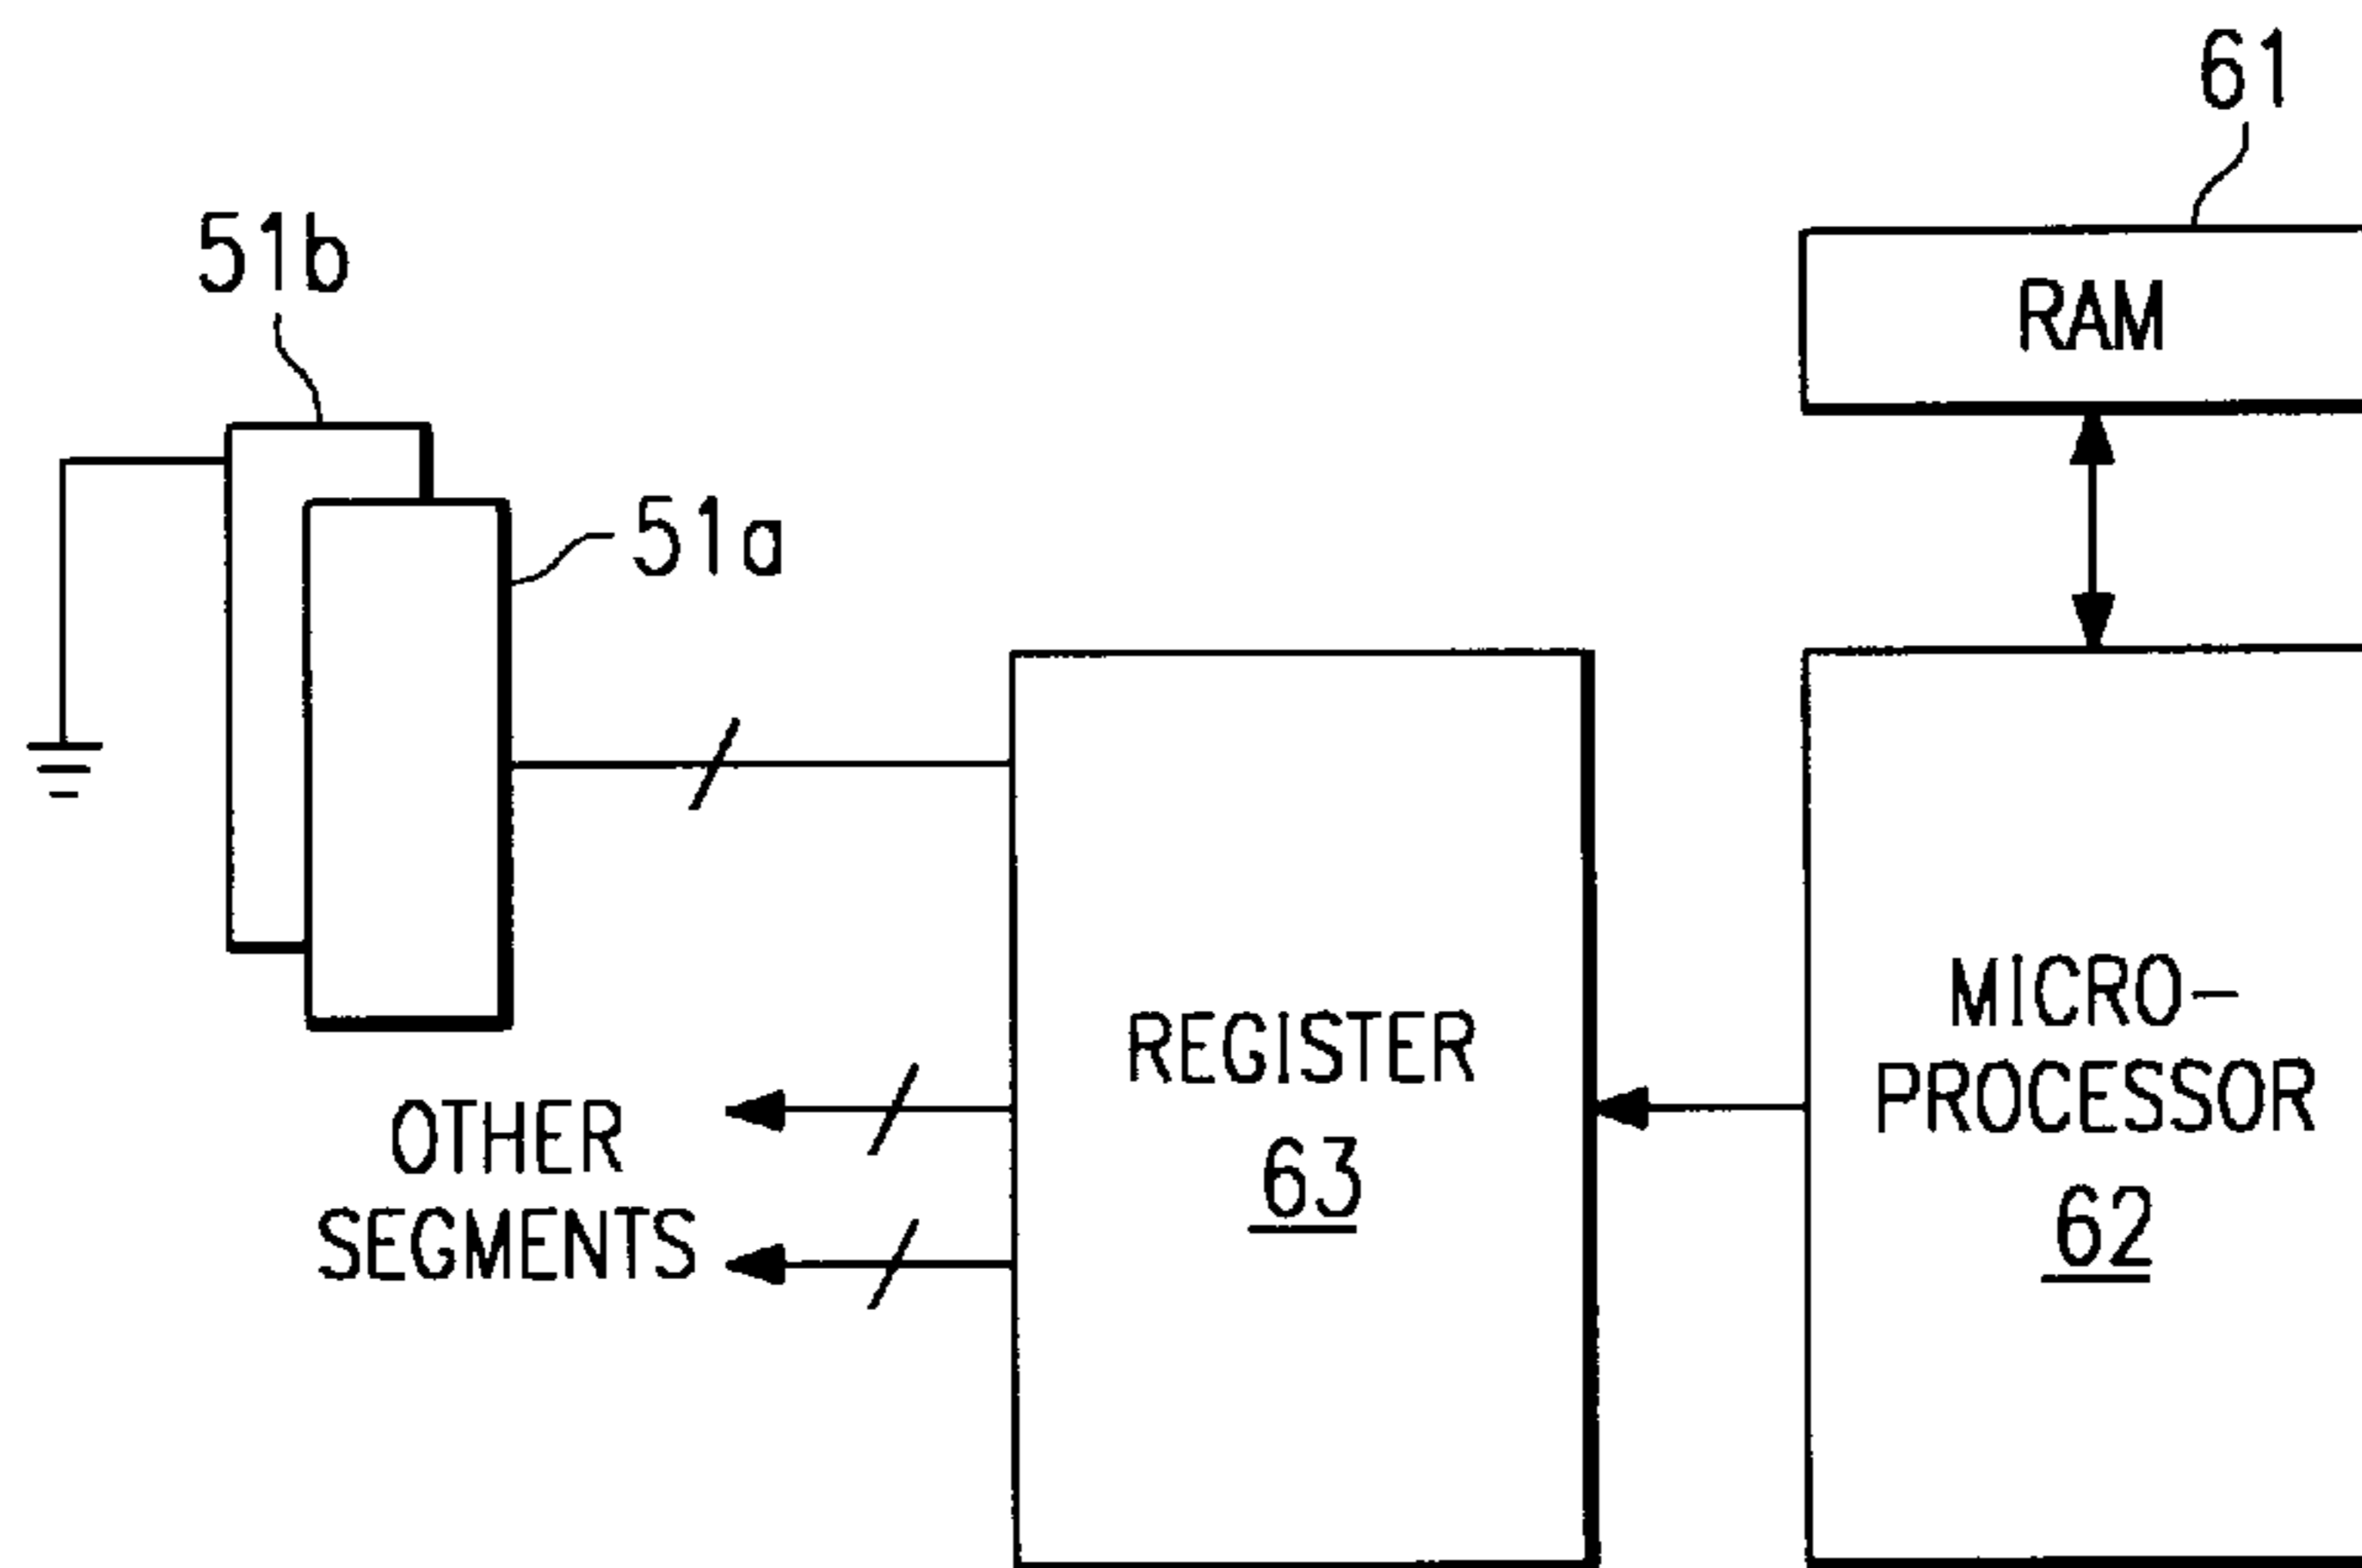 61
51b
RAM
51a
MICRO-
PROCESSOR
62
REGISTER
63
OTHER
SEGMENTS